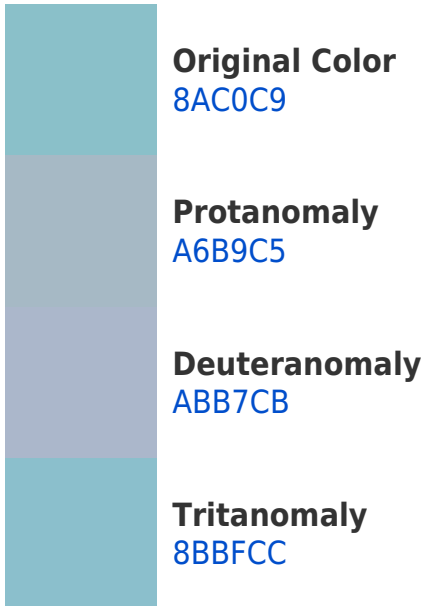 Original Color
8AC0C9
Protanomaly
A6B9C5
Deuteranomaly
ABB7CB
Tritanomaly
8BBFCC